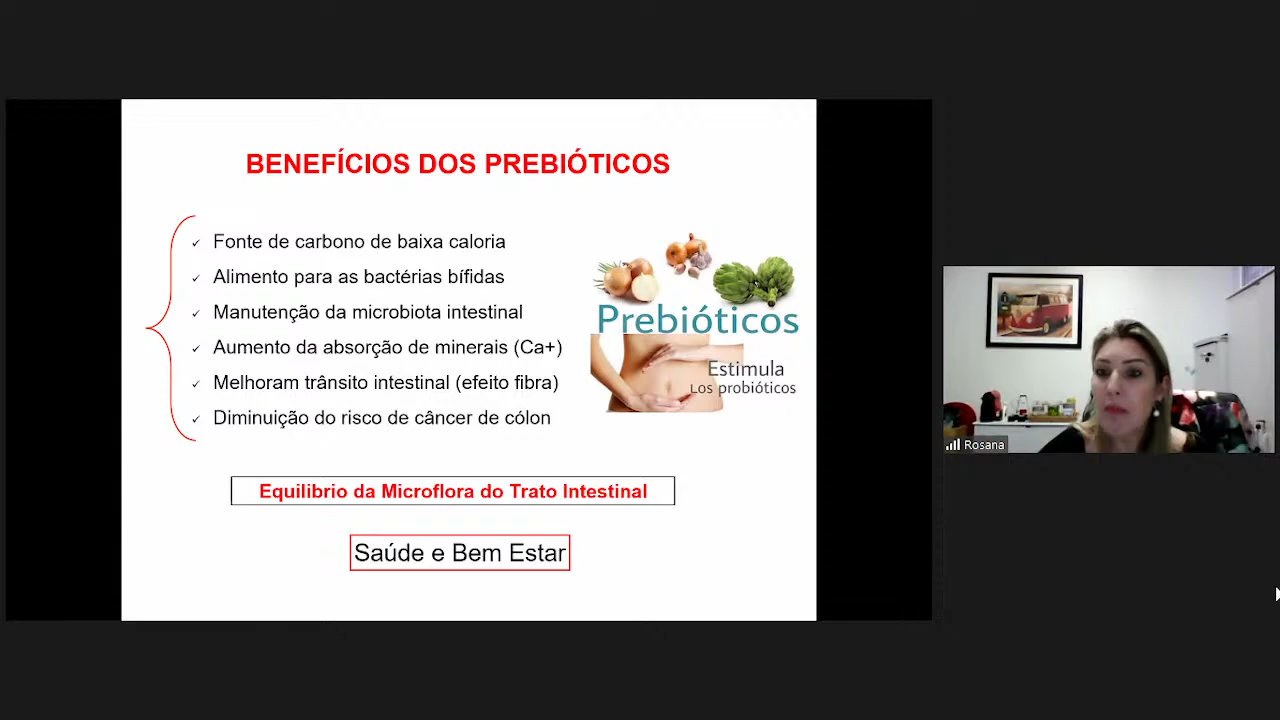 BENEFÍCIOS DOS PREBIÓTICOS
Fonte de carbono de baixa caloria
Alimento para as bactérias bífidas
Manutenção da microbiota intestinal
Aumento da absorção de minerais (Ca+)
Melhoram trânsito intestinal (efeito fibra)
Diminuição do risco de câncer de cólon
Prebióticos
Estimula
Los probióticos
Equilibrio da Microflora do Trato Intestinal
Saúde e Bem Estar
Rosana